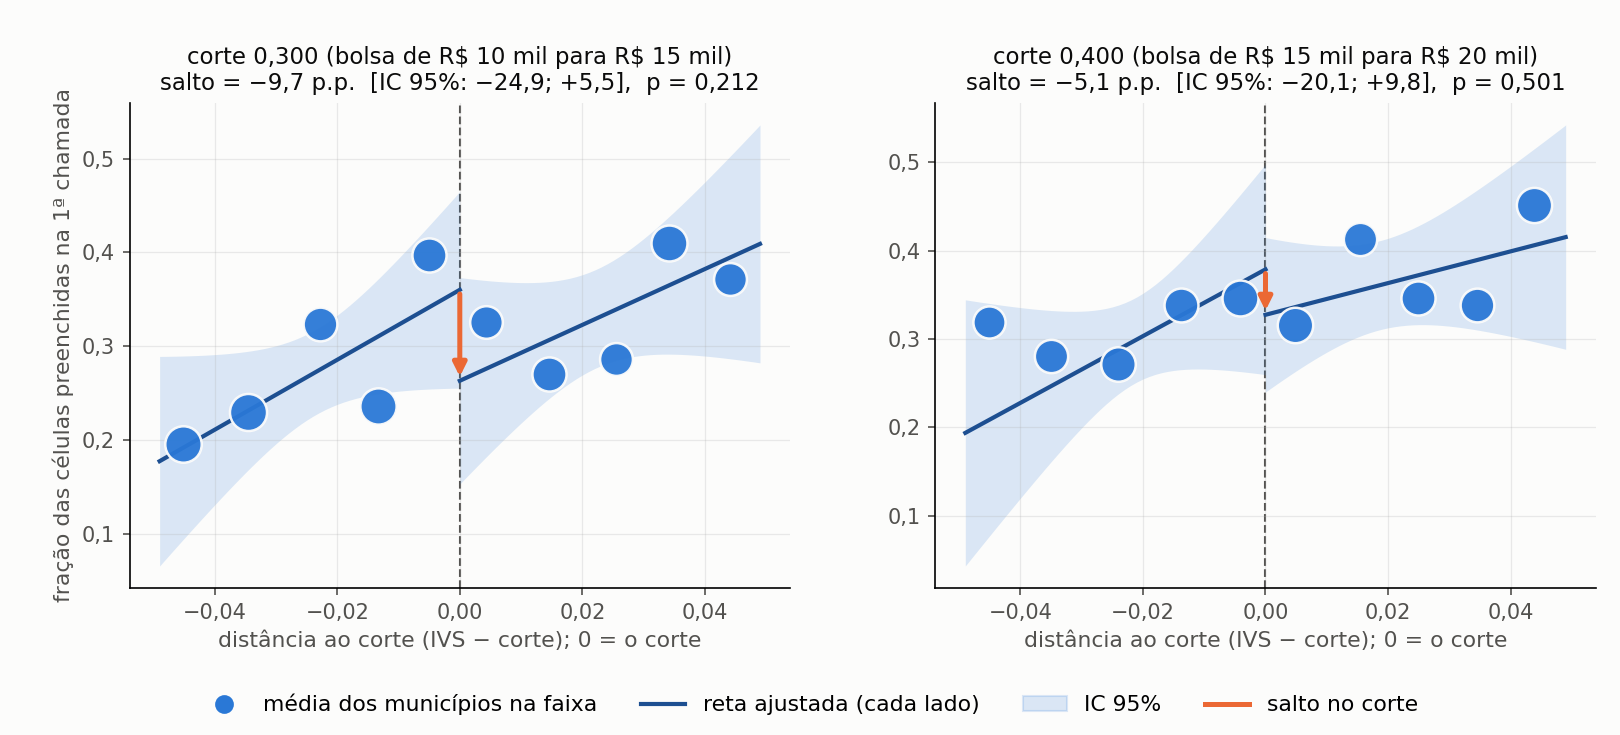 corte 0,300 (bolsa de R$ 10 mil para R$ 15 mil)
salto = −9,7 p.p.  [IC 95%: −24,9; +5,5],  p = 0,212
fração das células preenchidas na 1ª chamada
0,5
0,4
0,3
0,2
0,1
−0,04
−0,02
0,00
0,02
0,04
distância ao corte (IVS − corte); 0 = o corte
corte 0,400 (bolsa de R$ 15 mil para R$ 20 mil)
salto = −5,1 p.p.  [IC 95%: −20,1; +9,8],  p = 0,501
0,5
0,4
0,3
0,2
0,1
−0,04
−0,02
0,00
0,02
0,04
distância ao corte (IVS − corte); 0 = o corte
média dos municípios na faixa
reta ajustada (cada lado)
IC 95%
salto no corte